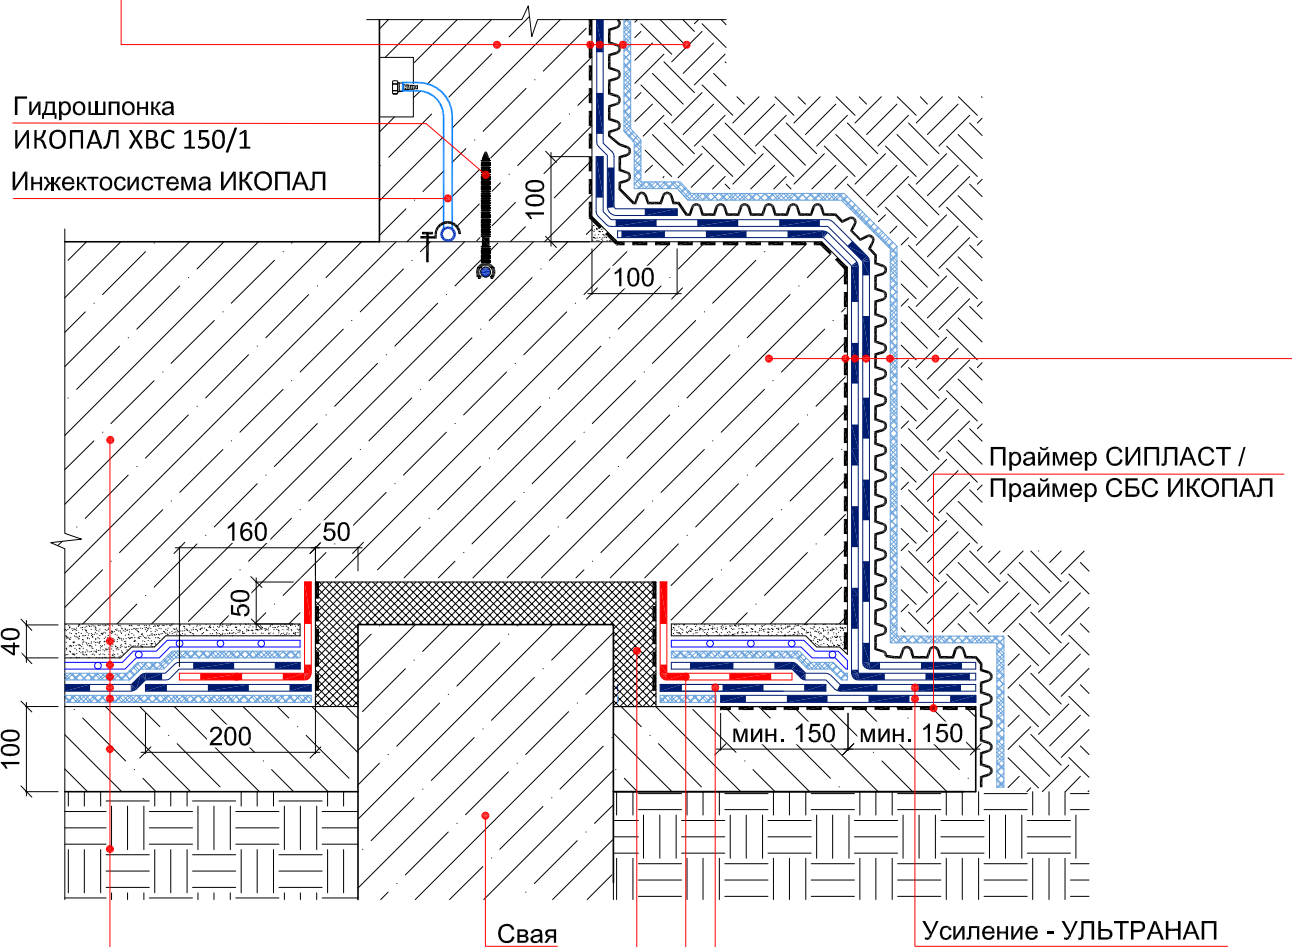 Гидрошпонка
ИКОПАЛ ХВС 150/1
Инжектосистема ИКОПАЛ
100
100
Праймер СИПЛАСТ /
Праймер СБС ИКОПАЛ
160
50
50
40
200
мин. 150
мин. 150
100
Свая
Усиление - УЛЬТРАНАП